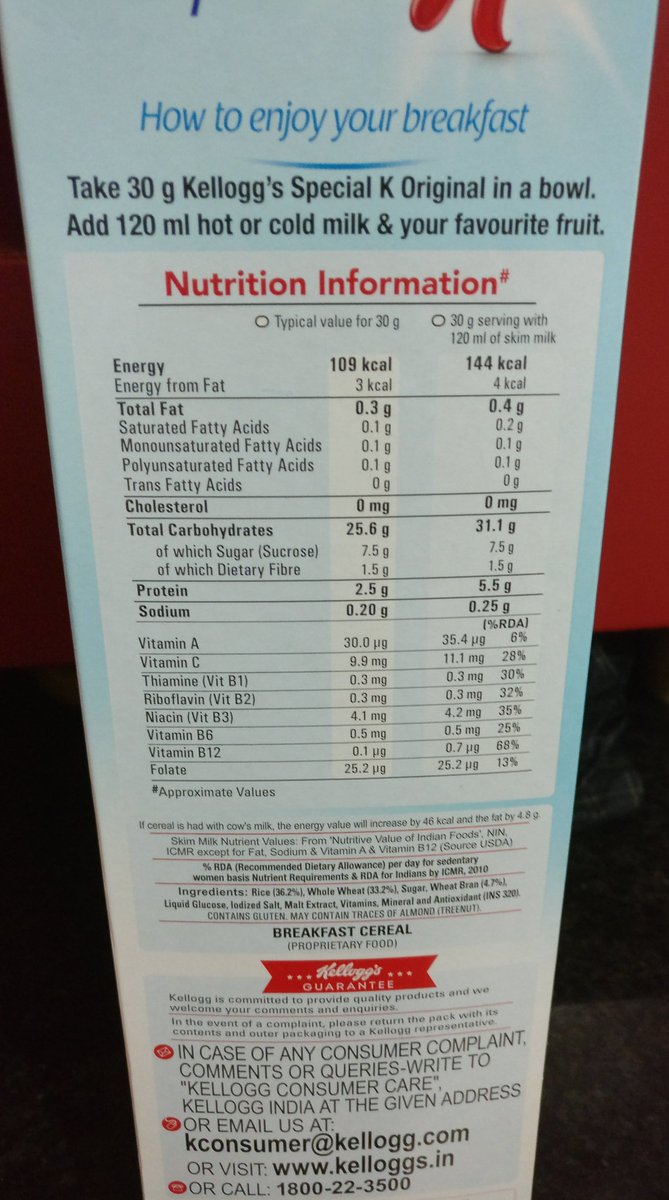 How to enjoy your breakfast
Take 30 g Kellogg's Special K Original in a bowl.
Add 120 ml hot or cold milk & your favourite fruit.
Nutrition Information#
Typical value for 30 g 30 g serving with
120 ml of skim milk
Energy 109 kcal 144 kcal
Energy from Fat 3 kcal 4 kcal
Total Fat 0.3 g 0.4 g
Saturated Fatty Acids 0.1 g 0.2 g
Monounsaturated Fatty Acids 0.1 g 0.1 g
Polyunsaturated Fatty Acids 0.1 g 0.1 g
Trans Fatty Acids 0 g 0 g
Cholesterol 0 mg 0 mg
Total Carbohydrates 25.6 g 31.1 g
of which Sugar (Sucrose) 7.5 g 7.5 g
of which Dietary Fibre 1.5 g 1.5 g
Protein 2.5 g 5.5 g
Sodium 0.20 g 0.25 g
(%RDA)
Vitamin A 30.0 µg 35.4 µg 6%
Vitamin C 9.9 mg 11.1 mg 28%
Thiamine (Vit B1) 0.3 mg 0.3 mg 30%
Riboflavin (Vit B2) 0.3 mg 0.3 mg 32%
Niacin (Vit B3) 4.1 mg 4.2 mg 35%
Vitamin B6 0.5 mg 0.5 mg 25%
Vitamin B12 0.1 µg 0.7 µg 68%
Folate 25.2 µg 25.2 µg 13%
#Approximate Values
If cereal is had with cow's milk, the energy value will increase by 46 kcal and the fat by 4.8 g.
Skim Milk Nutrient Values: From 'Nutritive Value of Indian Foods', NIN,
ICMR except for Fat, Sodium & Vitamin A & Vitamin B12 (Source USDA)
% RDA (Recommended Dietary Allowance) per day for sedentary
women basis Nutrient Requirements & RDA for Indians by ICMR, 2010
Ingredients: Rice (36.2%), Whole Wheat (33.2%), Sugar, Wheat Bran (4.7%),
Liquid Glucose, Iodized Salt, Malt Extract, Vitamins, Mineral and Antioxidant (INS 320).
CONTAINS GLUTEN. MAY CONTAIN TRACES OF ALMOND (TREENUT).
BREAKFAST CEREAL
(PROPRIETARY FOOD)
Kellogg's
GUARANTEE
Kellogg is committed to provide quality products and we
welcome your comments and enquiries.
In the event of a complaint, please return the pack with its
contents and outer packaging to a Kellogg representative.
IN CASE OF ANY CONSUMER COMPLAINT,
COMMENTS OR QUERIES-WRITE TO
"KELLOGG CONSUMER CARE",
KELLOGG INDIA AT THE GIVEN ADDRESS
OR EMAIL US AT:
kconsumer@kellogg.com
OR VISIT: www.kelloggs.in
OR CALL: 1800-22-3500